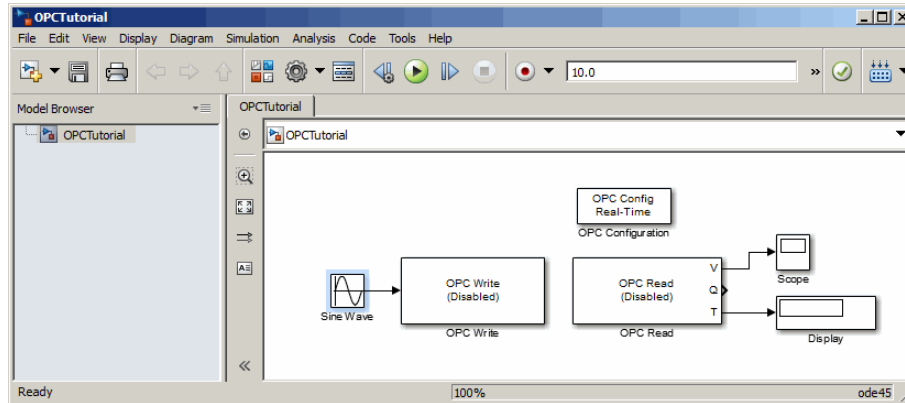 OPCTutorial
File Edit View Display Diagram Simulation Analysis Code Tools Help
10.0
»
Model Browser
OPCTutorial
OPCTutorial
OPCTutorial
OPC Config
Real-Time
OPC Configuration
Sine Wave
OPC Write
(Disabled)
OPC Write
OPC Read
(Disabled)
V
Q
T
OPC Read
Scope
Display
Ready
100%
ode45